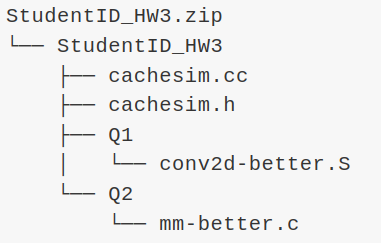 StudentID_HW3.zip
└── StudentID_HW3
    ├── cachesim.cc
    ├── cachesim.h
    ├── Q1
    │   └── conv2d-better.S
    └── Q2
        └── mm-better.c